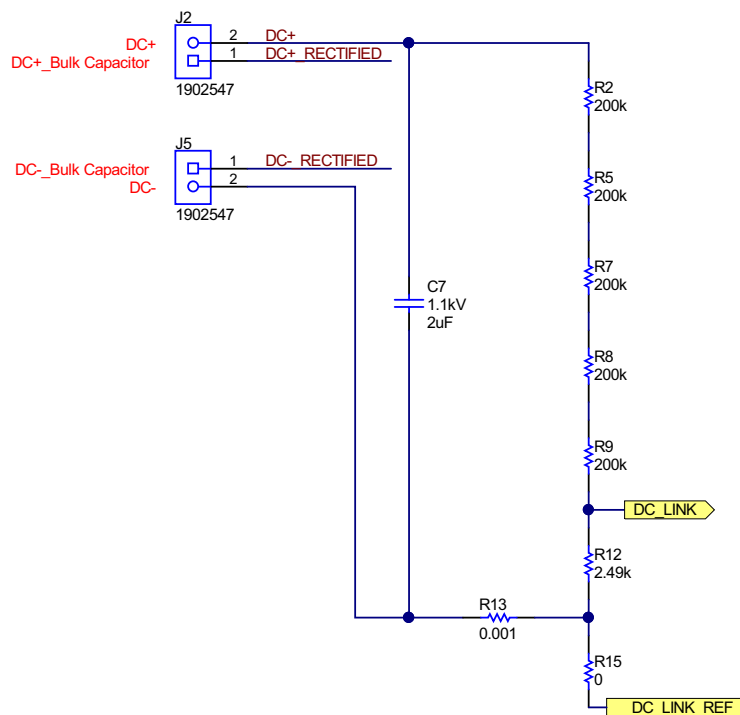 J2
DC+
2
DC+
DC+_Bulk Capacitor
1
DC+_RECTIFIED
1902547
R2
200k
J5
DC-_Bulk Capacitor
1
DC-_RECTIFIED
DC-
2
1902547
R5
200k
R7
200k
C7
1.1kV
2uF
R8
200k
R9
200k
DC_LINK
R12
2.49k
R13
0.001
R15
0
DC_LINK_REF